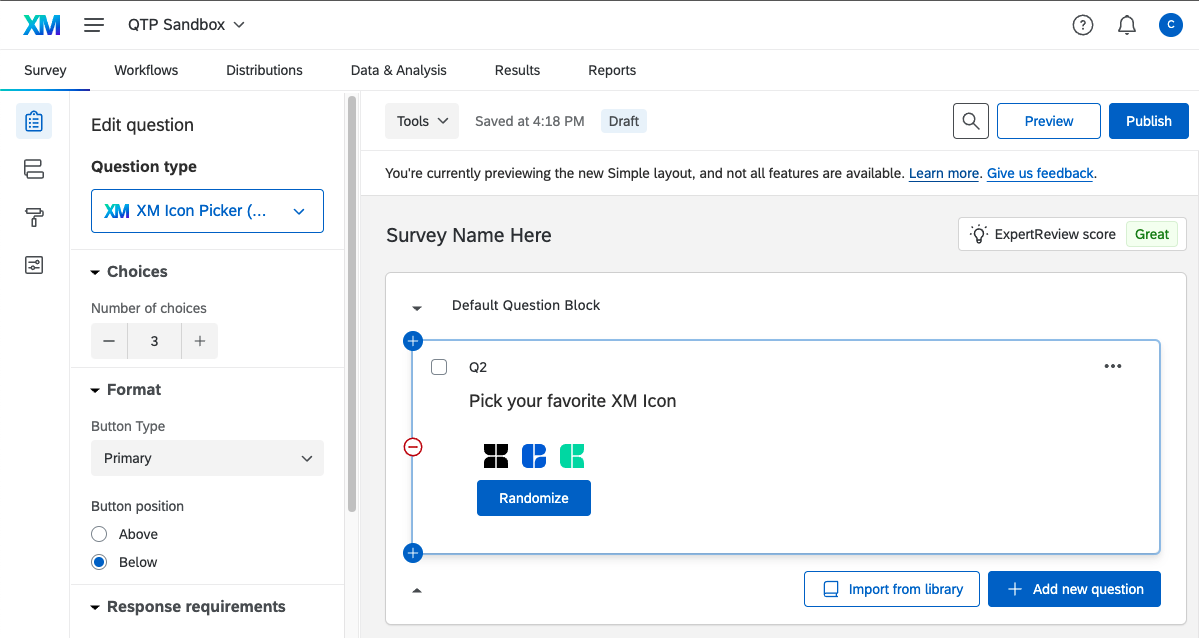 XM QTP Sandbox C
Survey Workflows Distributions Data & Analysis Results Reports
Edit question
Question type
XM XM Icon Picker (...
Choices
Number of choices
3
Format
Button Type
Primary
Button position
Above
Below
Response requirements
Tools Saved at 4:18 PM Draft Preview Publish
You're currently previewing the new Simple layout, and not all features are available. Learn more. Give us feedback.
Survey Name Here
ExpertReview score Great
Default Question Block
Q2
Pick your favorite XM Icon
Randomize
Import from library
Add new question